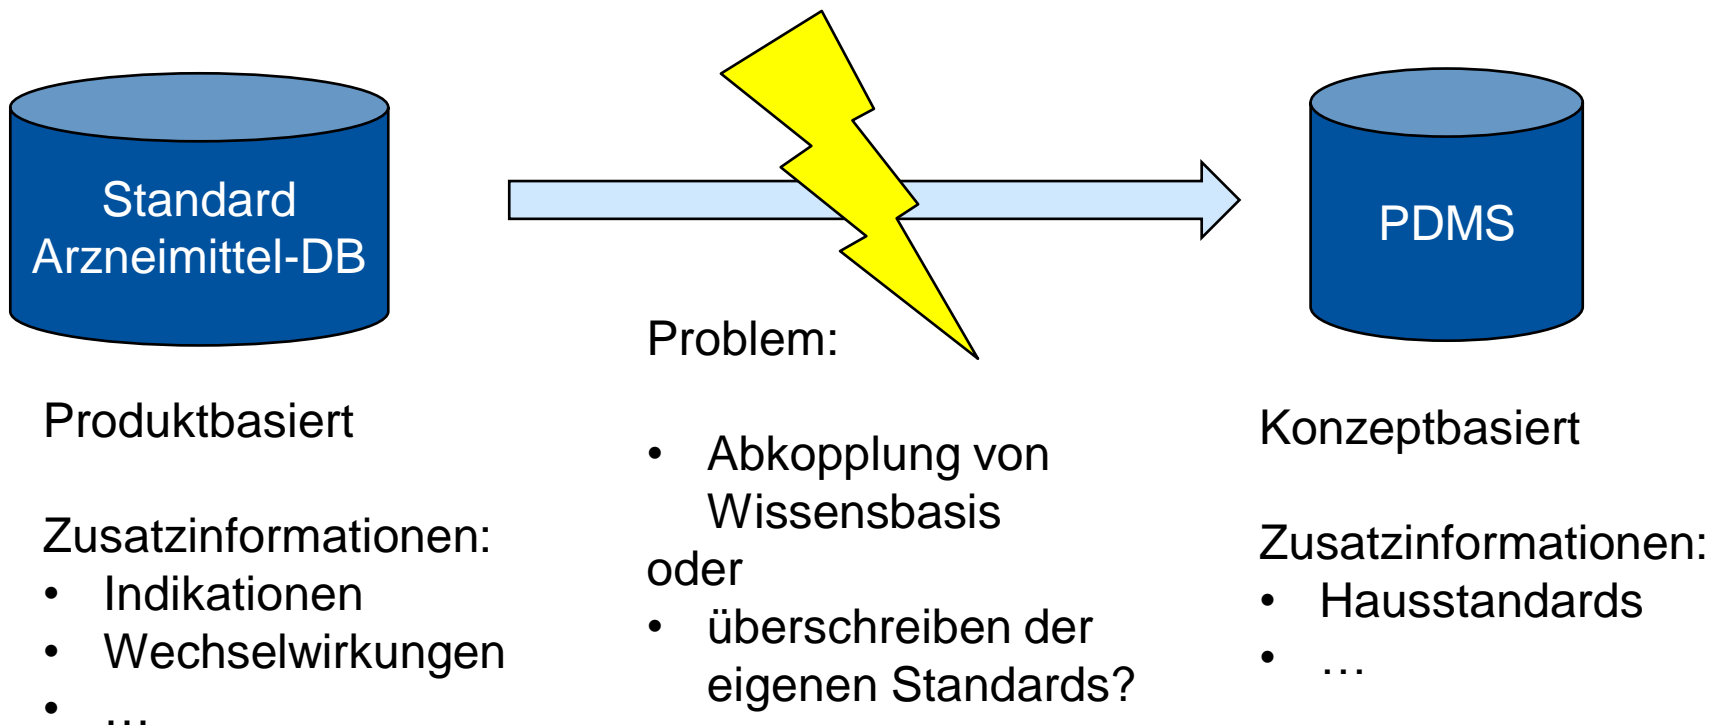 Standard
Arzneimittel-DB
Produktbasiert
Zusatzinformationen:
• Indikationen
• Wechselwirkungen
• …
Problem:
• Abkopplung von
Wissensbasis
oder
• überschreiben der
eigenen Standards?
PDMS
Konzeptbasiert
Zusatzinformationen:
• Hausstandards
• …